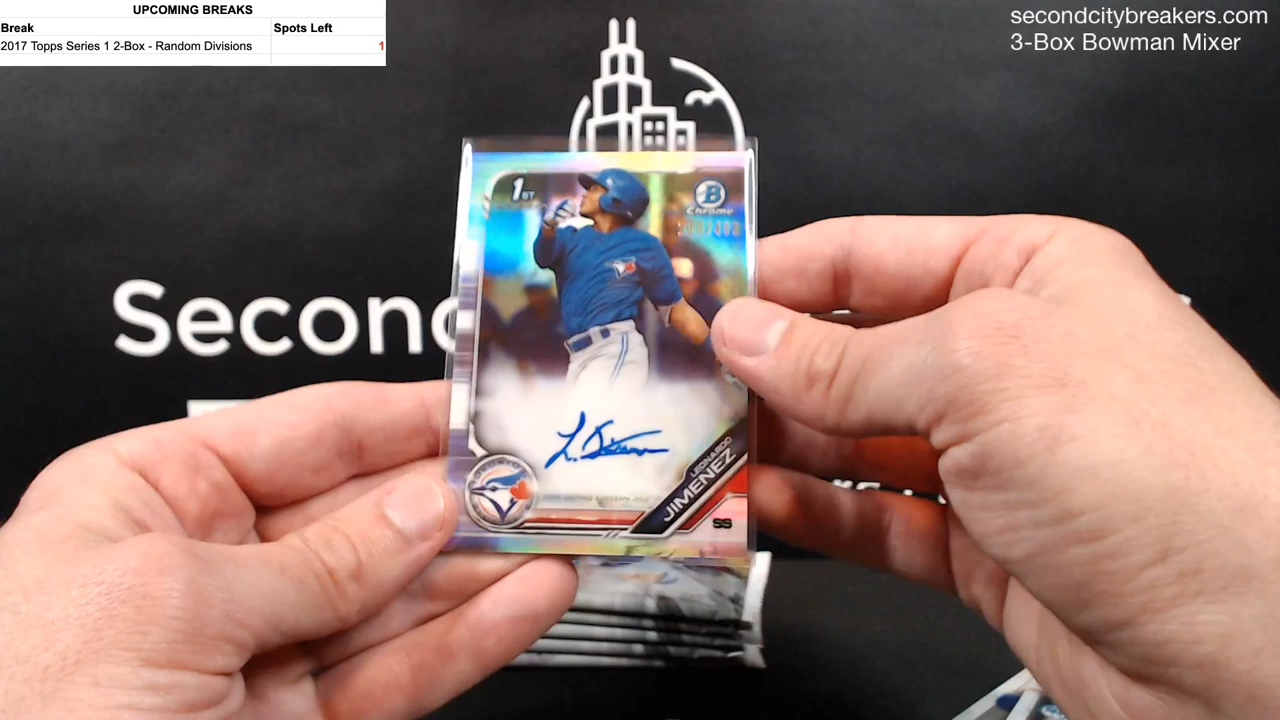 UPCOMING BREAKS
Break Spots Left
2017 Topps Series 1 2-Box - Random Divisions 1
secondcitybreakers.com
3-Box Bowman Mixer
1ST
B
Chrome
Second
LEONARDO
JIMENEZ
SS